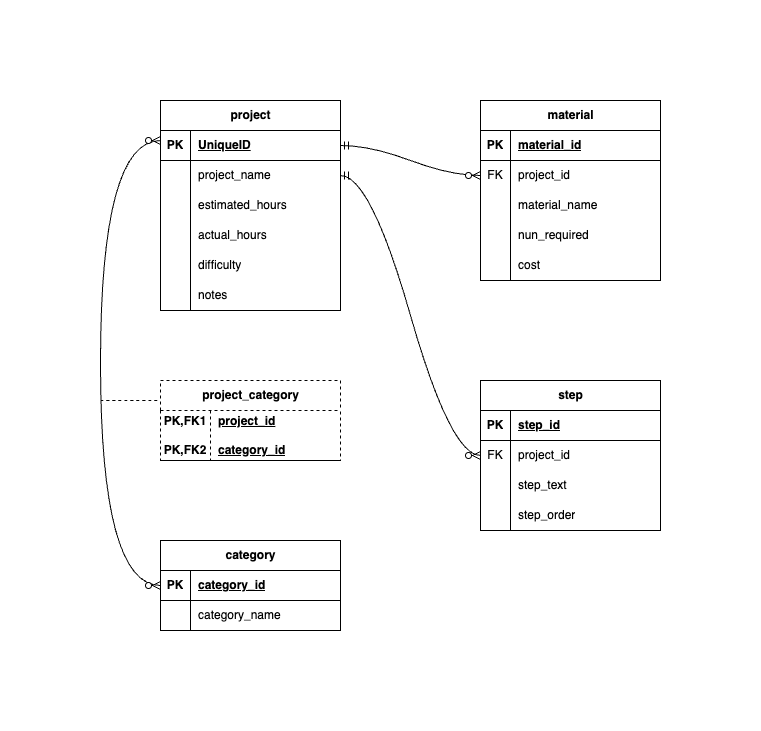 project
PK UniqueID
project_name
estimated_hours
actual_hours
difficulty
notes
material
PK material_id
FK project_id
material_name
nun_required
cost
project_category
PK,FK1 project_id
PK,FK2 category_id
step
PK step_id
FK project_id
step_text
step_order
category
PK category_id
category_name